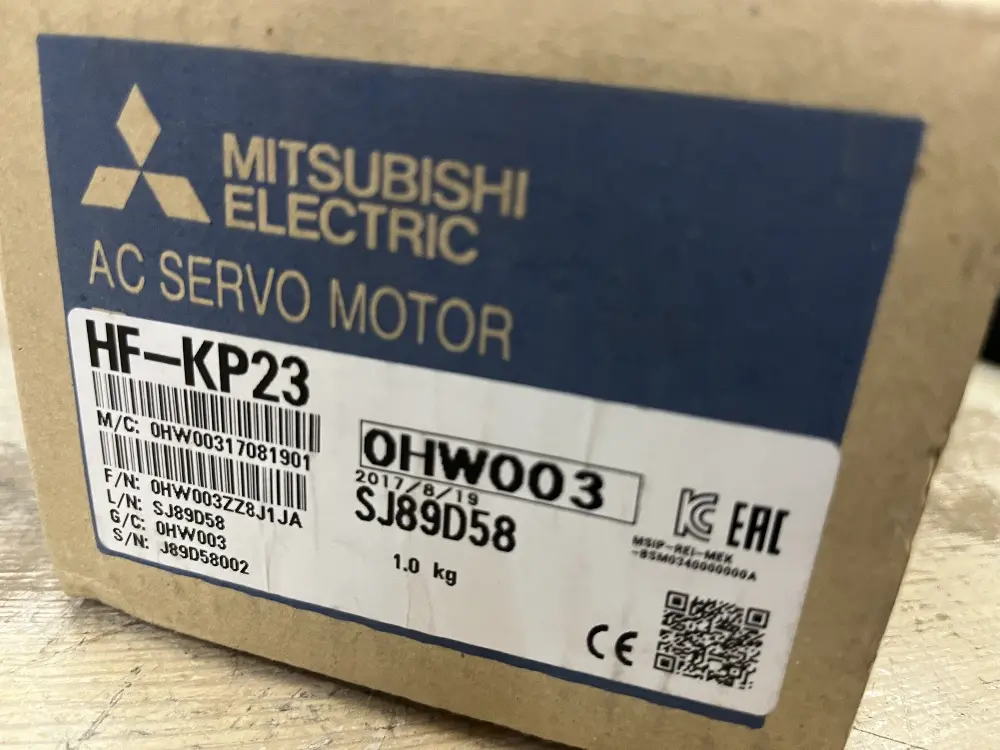 MITSUBISHI
ELECTRIC
AC SERVO MOTOR
HF-KP23
M/C: 0HW00317081901
F/N: 0HW003ZZ8J1JA
L/N: SJ89D58
G/C: 0HW003
S/N: J89D58002
0HW003
2017/8/19
SJ89D58
1.0 kg
EAC
MSIP-REI-MEK
-BSM0340000000A
CE